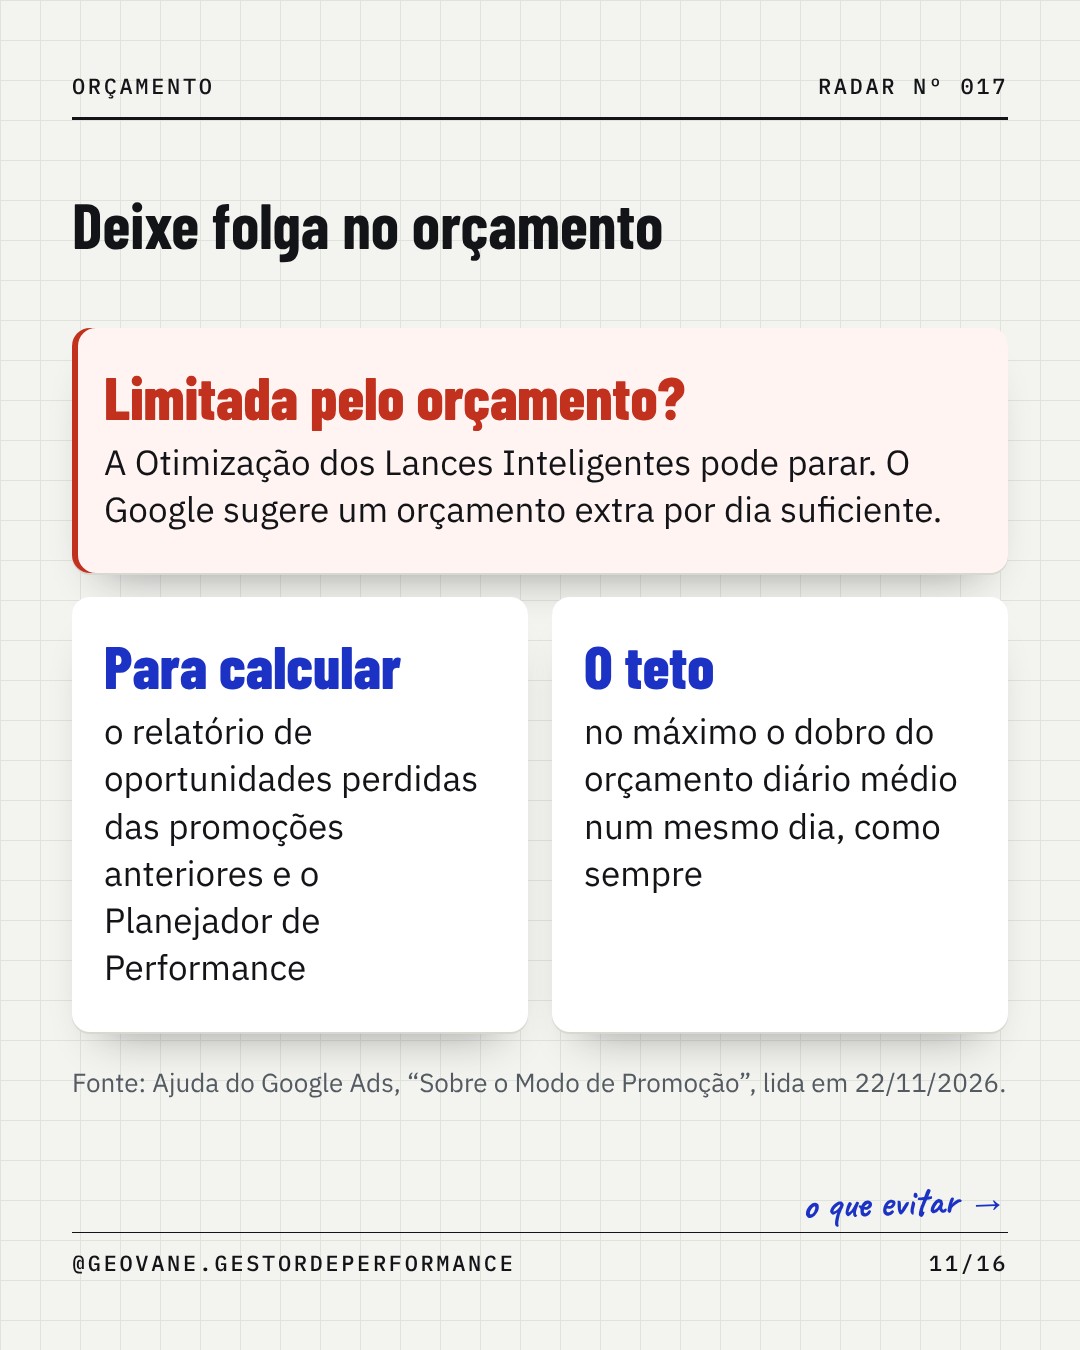 ORÇAMENTO
RADAR Nº 017
Deixe folga no orçamento
Limitada pelo orçamento?
A Otimização dos Lances Inteligentes pode parar. O
Google sugere um orçamento extra por dia suficiente.
Para calcular
o relatório de
oportunidades perdidas
das promoções
anteriores e o
Planejador de
Performance
O teto
no máximo o dobro do
orçamento diário médio
num mesmo dia, como
sempre
Fonte: Ajuda do Google Ads, “Sobre o Modo de Promoção”, lida em 22/11/2026.
o que evitar →
@GEOVANE.GESTORDEPERFORMANCE
11/16